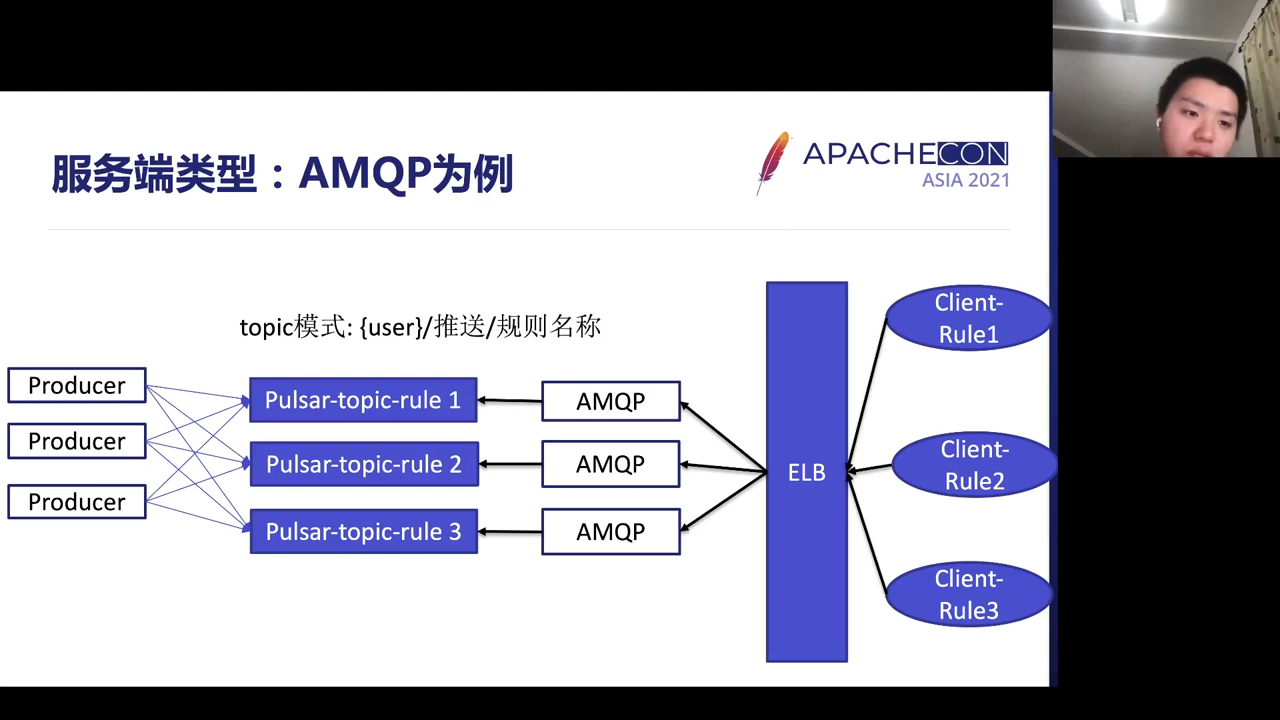 服务端类型：AMQP为例
APACHECON
ASIA 2021
topic模式: {user}/推送/规则名称
Producer
Producer
Producer
Pulsar-topic-rule 1
Pulsar-topic-rule 2
Pulsar-topic-rule 3
AMQP
AMQP
AMQP
ELB
Client-
Rule1
Client-
Rule2
Client-
Rule3